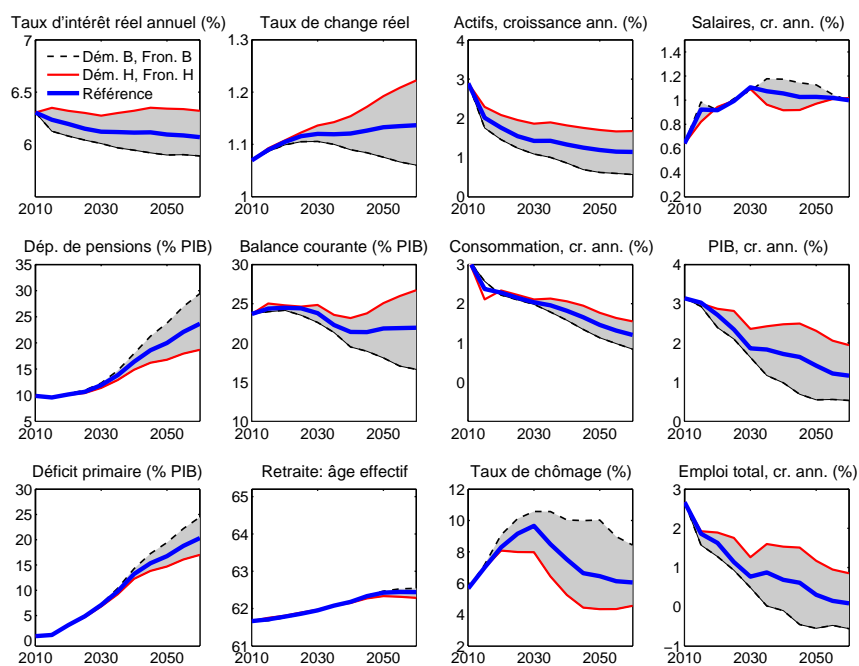 Taux d'intérêt réel annuel (%)
6.5
6
2010 2030 2050
Dém. B, Fron. B
Dém. H, Fron. H
Référence
Taux de change réel
1.3
1.2
1.1
1
2010 2030 2050
Actifs, croissance ann. (%)
4
3
2
1
0
2010 2030 2050
Salaires, cr. ann. (%)
1.4
1.2
1.0
0.8
0.6
0.4
0.2
2010 2030 2050
Dép. de pensions (% PIB)
35
30
25
20
15
10
5
2010 2030 2050
Balance courante (% PIB)
30
25
20
15
10
2010 2030 2050
Consommation, cr. ann. (%)
3
2
1
0
2010 2030 2050
PIB, cr. ann. (%)
4
3
2
1
0
2010 2030 2050
Déficit primaire (% PIB)
30
25
20
15
10
5
0
2010 2030 2050
Retraite: âge effectif
65
64
63
62
61
2010 2030 2050
Taux de chômage (%)
12
10
8
6
4
2
2010 2030 2050
Emploi total, cr. ann. (%)
3
2
1
0
−1
2010 2030 2050